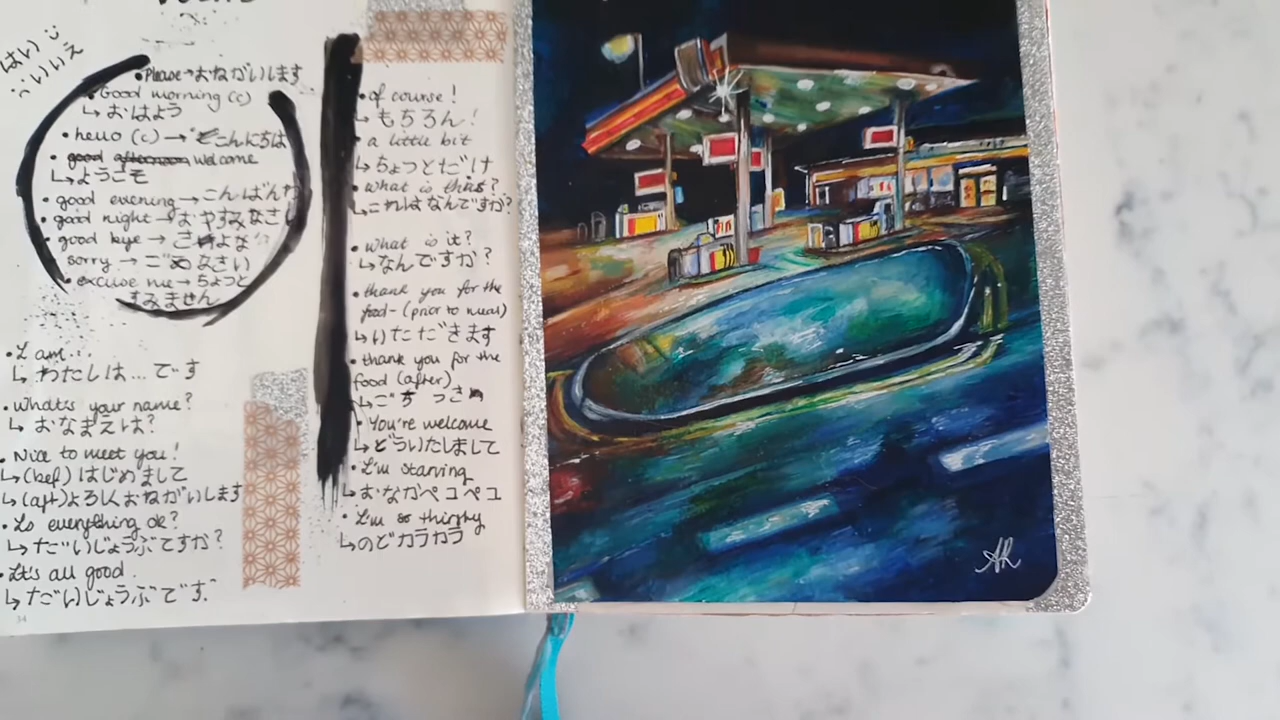 はい
いいえ
• Please→おねがいします
• Good morning (c)
↳ おはよう
• hello (c) → こんにちは
• good afternoon welcome
↳ ようこそ
• good evening → こんばん
• good night → おやすみなさ
• good bye → さよな
• sorry → ごめなさい
• excuse me → ちょっと
すみません
• I am...
↳ わたしは...です
• What's your name?
↳ おなまえは?
• Nice to meet you!
↳ (bef) はじめまして
↳ (aft) よろしくおねがいします
• Is everything ok?
↳ だいいじょうぶですか?
• It's all good.
↳ だいいじょうぶです.
34
• of course!
↳ もちろん!
• a little bit
↳ ちょっとだけ
• what is this?
↳ これはなんですか?
• What is it?
↳ なんですか?
• thank you for the
food - (prior to meal)
↳ いただきます
• thank you for the
food (after)
↳ ごち
• You're welcome
↳ どういたしまして
• I'm starving
↳ おなかペコペコ
• I'm so thirsty
↳ のどカラカラ
AR